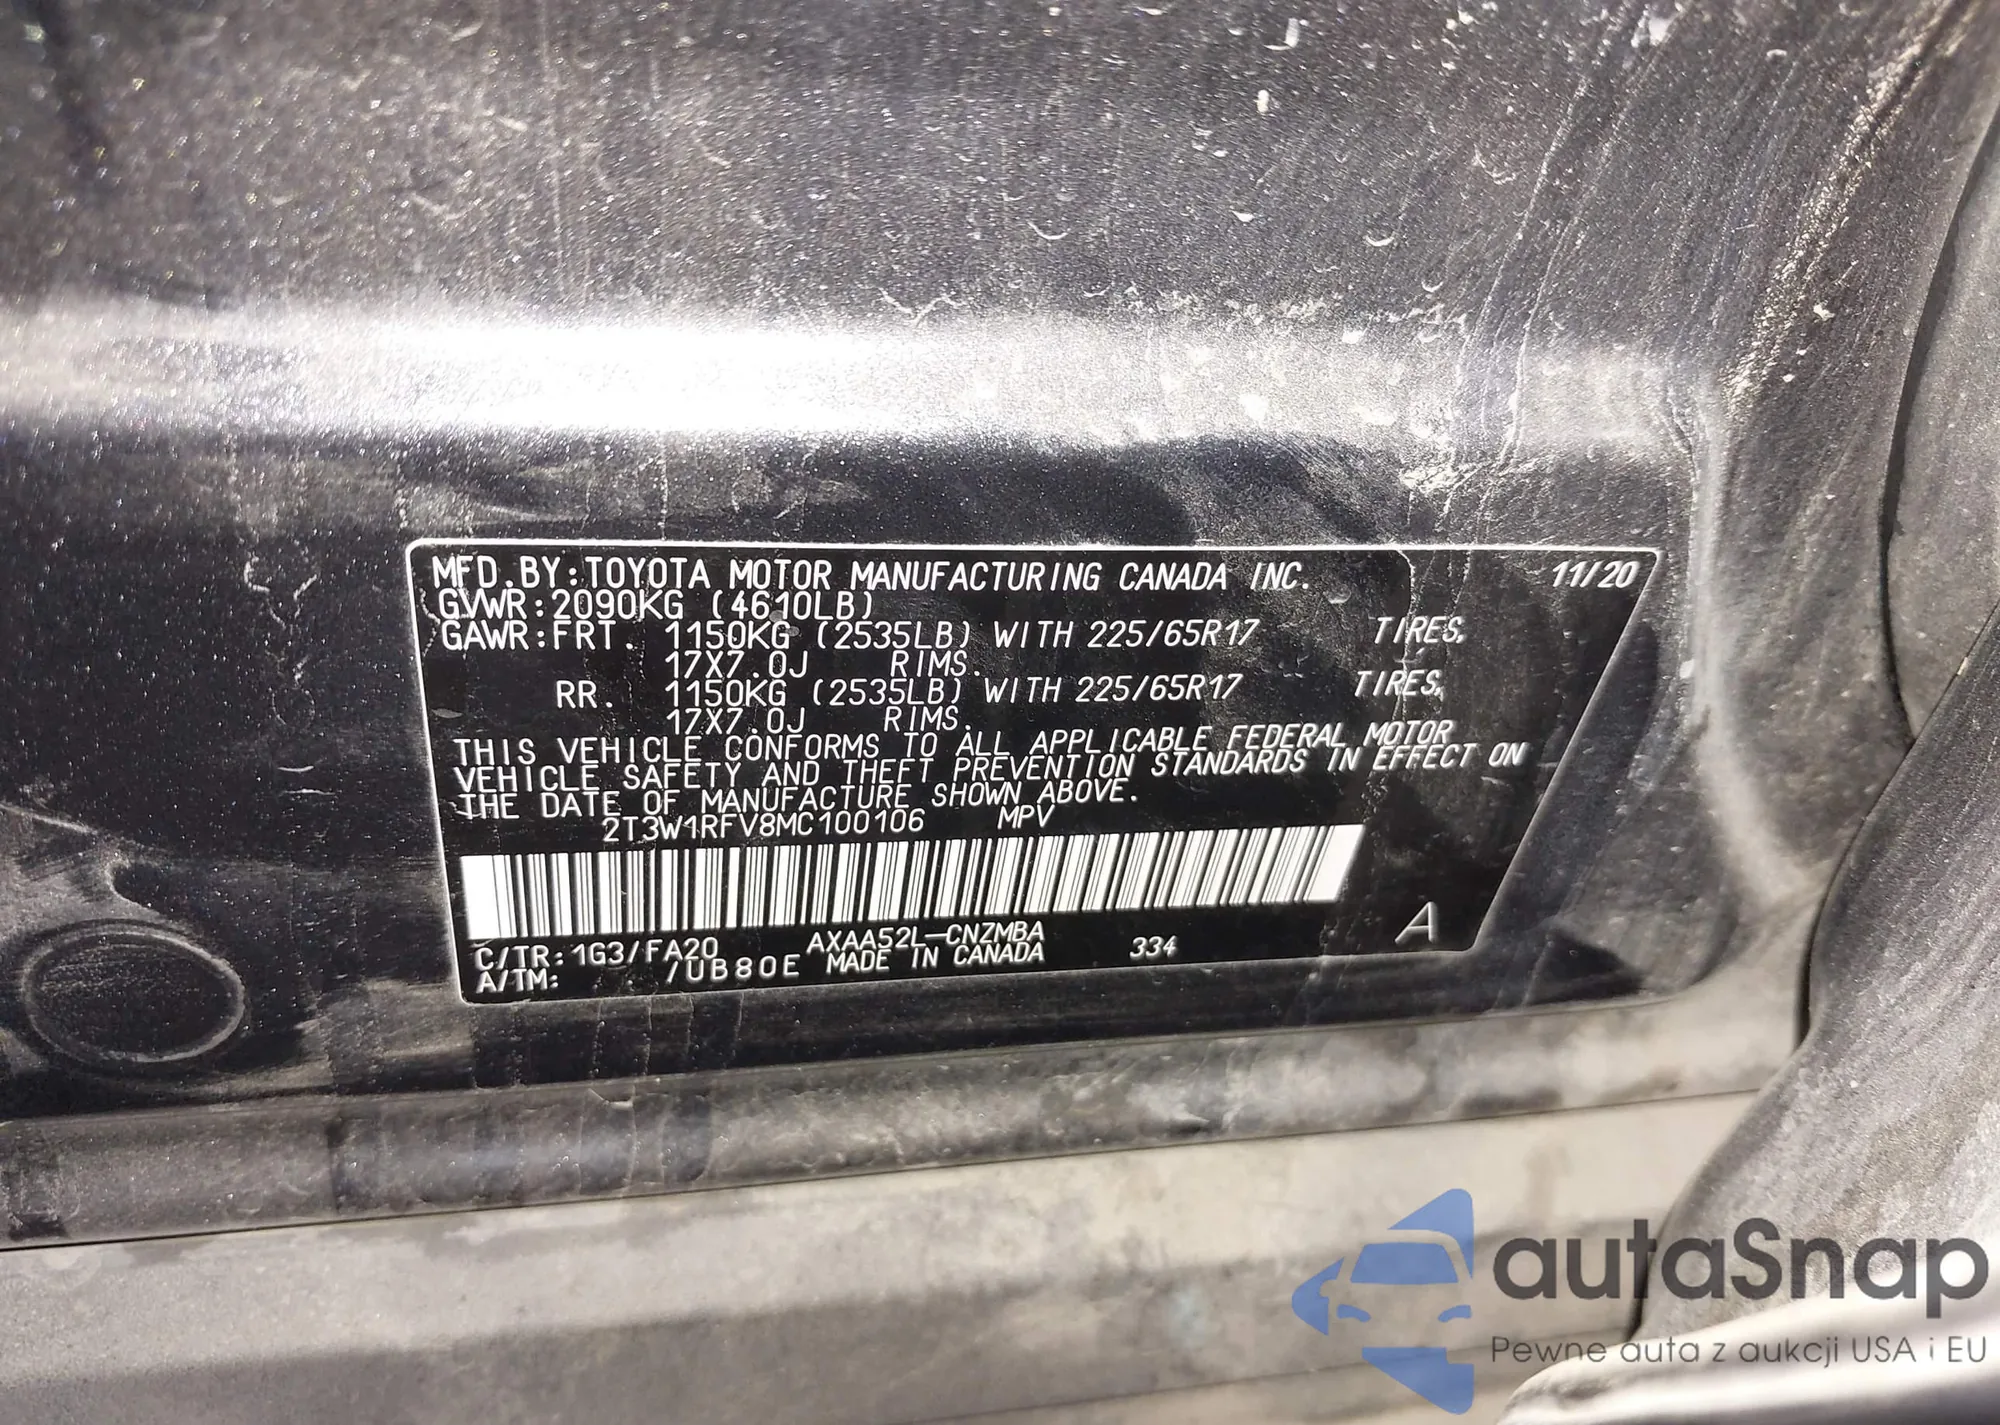 MFD.BY:TOYOTA MOTOR MANUFACTURING CANADA INC. 11/20
GVWR:2090KG (4610LB)
GAWR:FRT. 1150KG (2535LB) WITH 225/65R17 TIRES,
17X7.0J RIMS.
RR. 1150KG (2535LB) WITH 225/65R17 TIRES,
17X7.0J RIMS.
THIS VEHICLE CONFORMS TO ALL APPLICABLE FEDERAL MOTOR
VEHICLE SAFETY AND THEFT PREVENTION STANDARDS IN EFFECT ON
THE DATE OF MANUFACTURE SHOWN ABOVE.
2T3W1RFV8MC100106 MPV
C/TR:1G3/FA20 AXAA52L-CNZMBA 334 A
A/TM: /UB80E MADE IN CANADA
autaSnap
Pewne auta z aukcji USA i EU